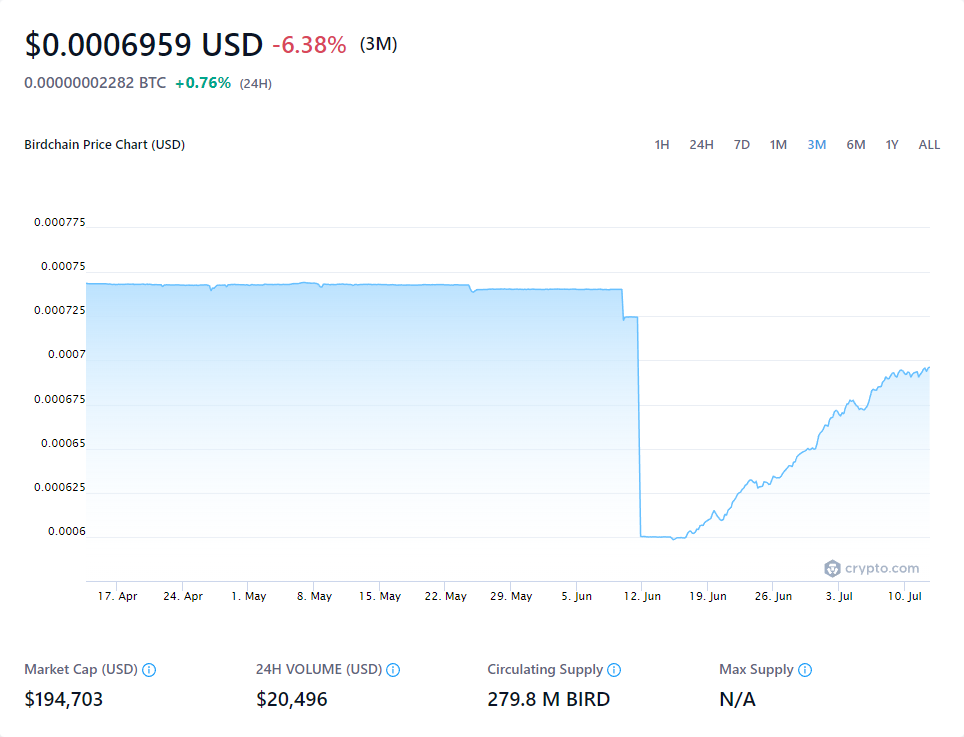 $0.0006959 USD -6.38% (3M)
0.00000002282 BTC +0.76% (24H)
Birdchain Price Chart (USD) 1H 24H 7D 1M 3M 6M 1Y ALL
0.000775
0.00075
0.000725
0.0007
0.000675
0.00065
0.000625
0.0006
crypto.com
17. Apr 24. Apr 1. May 8. May 15. May 22. May 29. May 5. Jun 12. Jun 19. Jun 26. Jun 3. Jul 10. Jul
Market Cap (USD) 24H VOLUME (USD) Circulating Supply Max Supply
$194,703 $20,496 279.8 M BIRD N/A